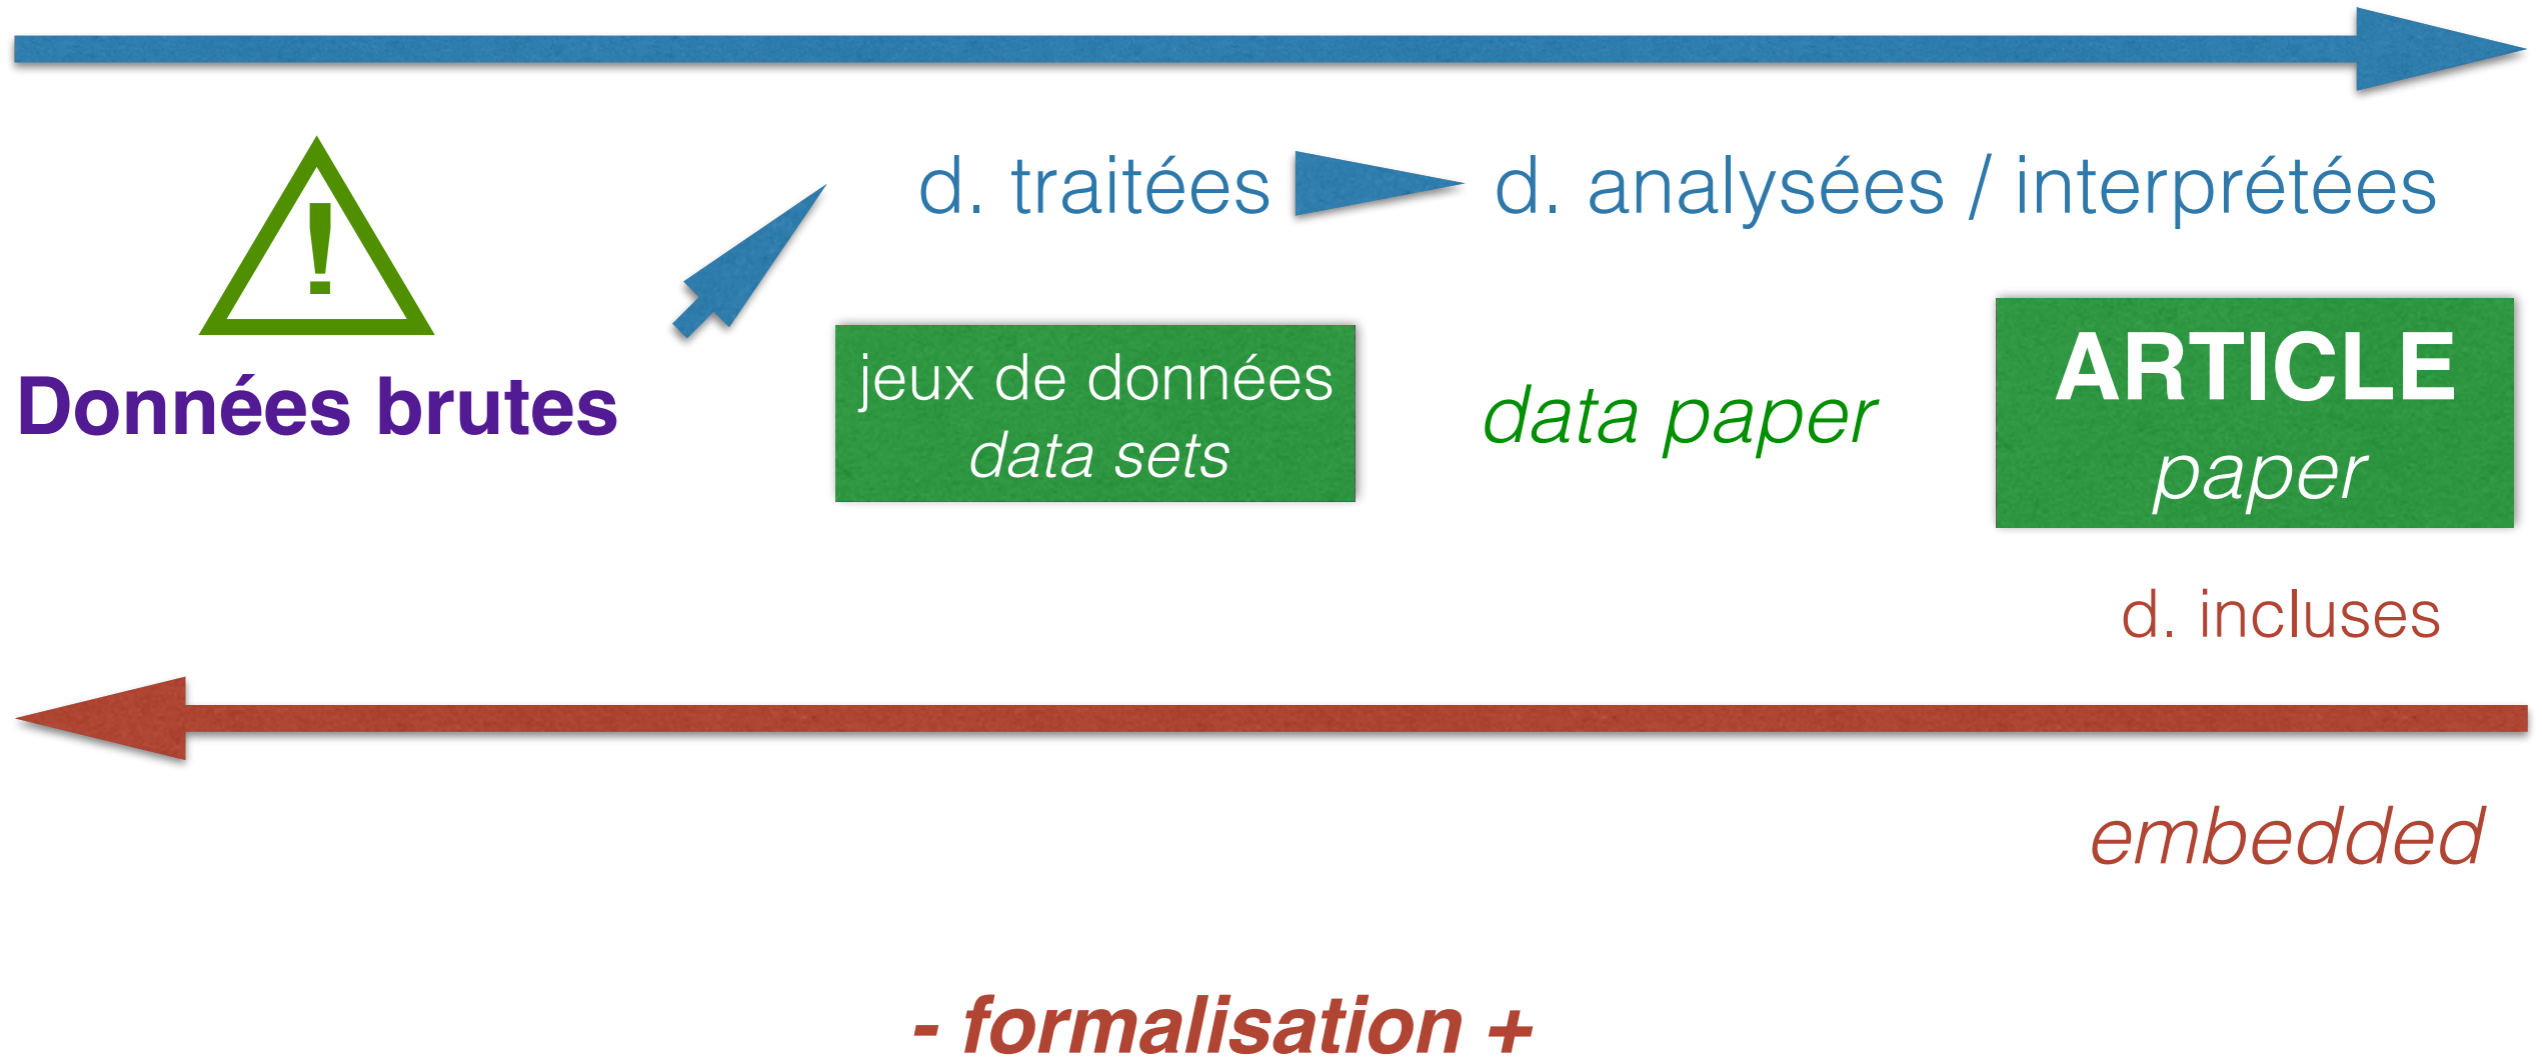 d. traitées
d. analysées / interprétées
!
Données brutes
jeux de données
data sets
data paper
ARTICLE
paper
d. incluses
embedded
- formalisation +